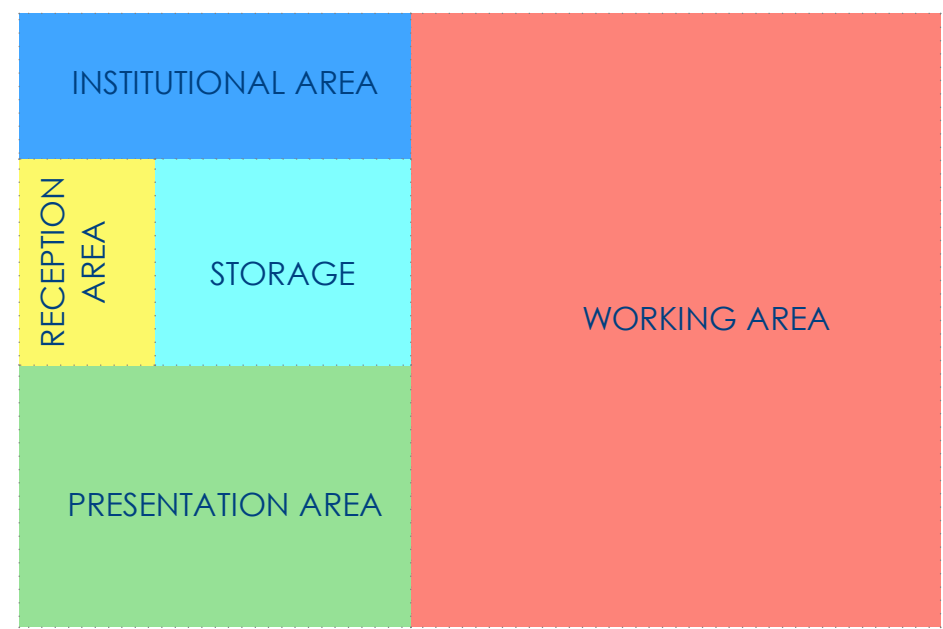 INSTITUTIONAL AREA
RECEPTION
AREA
STORAGE
WORKING AREA
PRESENTATION AREA